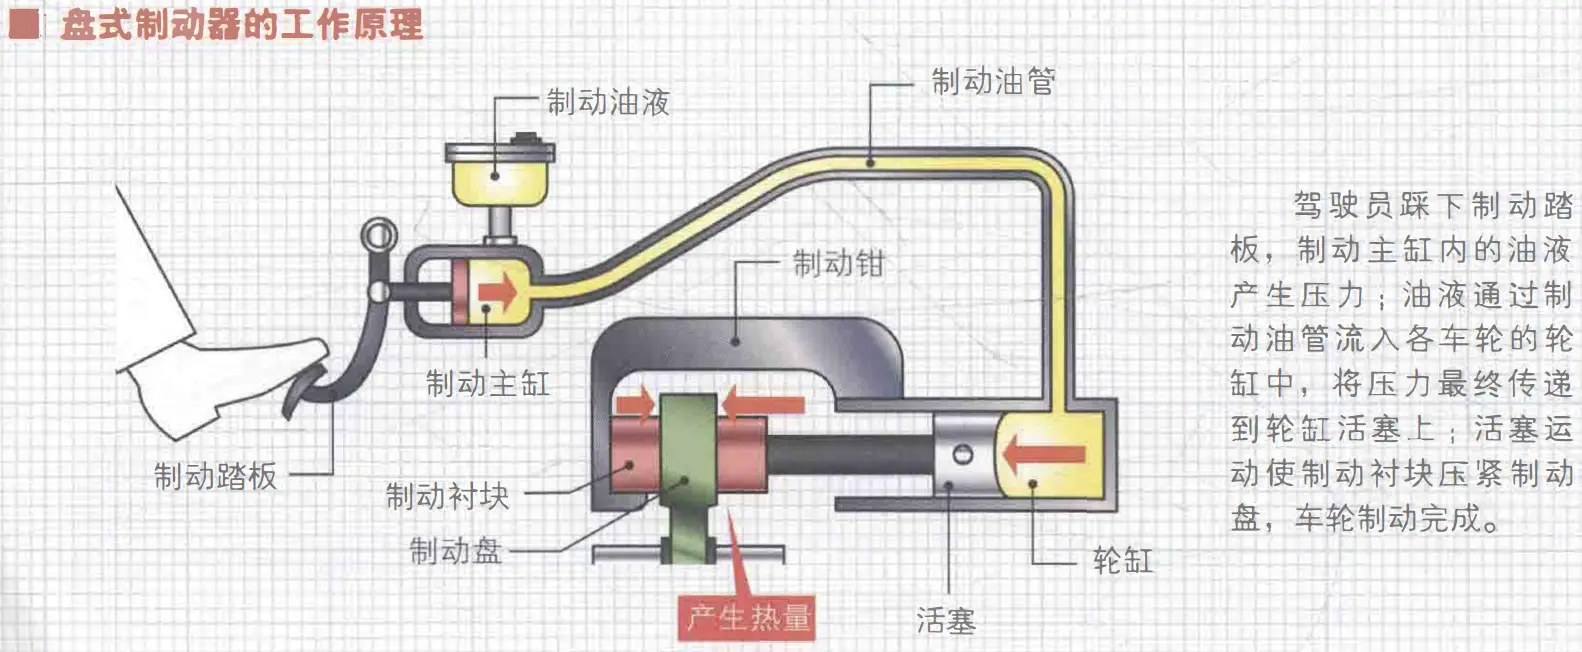 盘式制动器的工作原理
制动油液
制动油管
制动钳
制动主缸
制动踏板
制动衬块
制动盘
产生热量
活塞
轮缸
驾驶员踩下制动踏
板，制动主缸内的油液
产生压力；油液通过制
动油管流入各车轮的轮
缸中，将压力最终传递
到轮缸活塞上；活塞运
动使制动衬块压紧制动
盘，车轮制动完成。